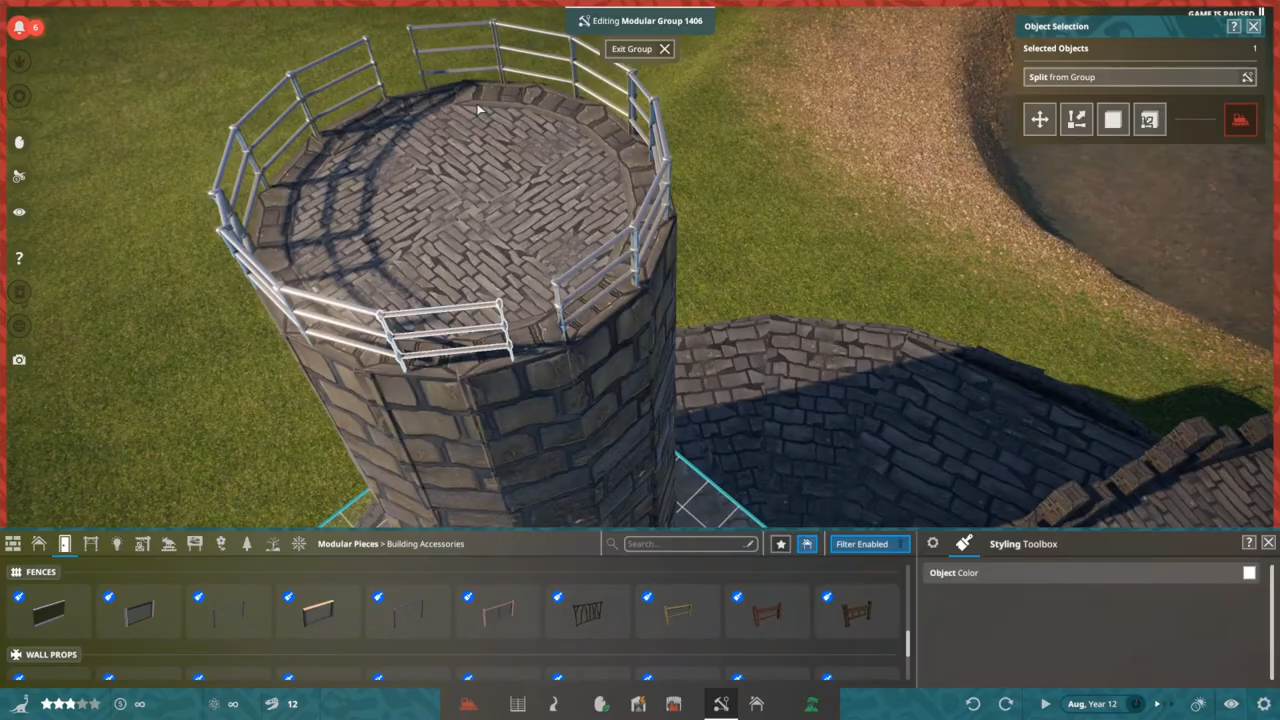 6
Editing Modular Group 1406
Exit Group
GAME IS PAUSED
Object Selection
?
Selected Objects 1
Split from Group
?
Modular Pieces > Building Accessories
Search...
Filter Enabled
Styling Toolbox
?
FENCES
Object Color
WALL PROPS
12
Aug, Year 12